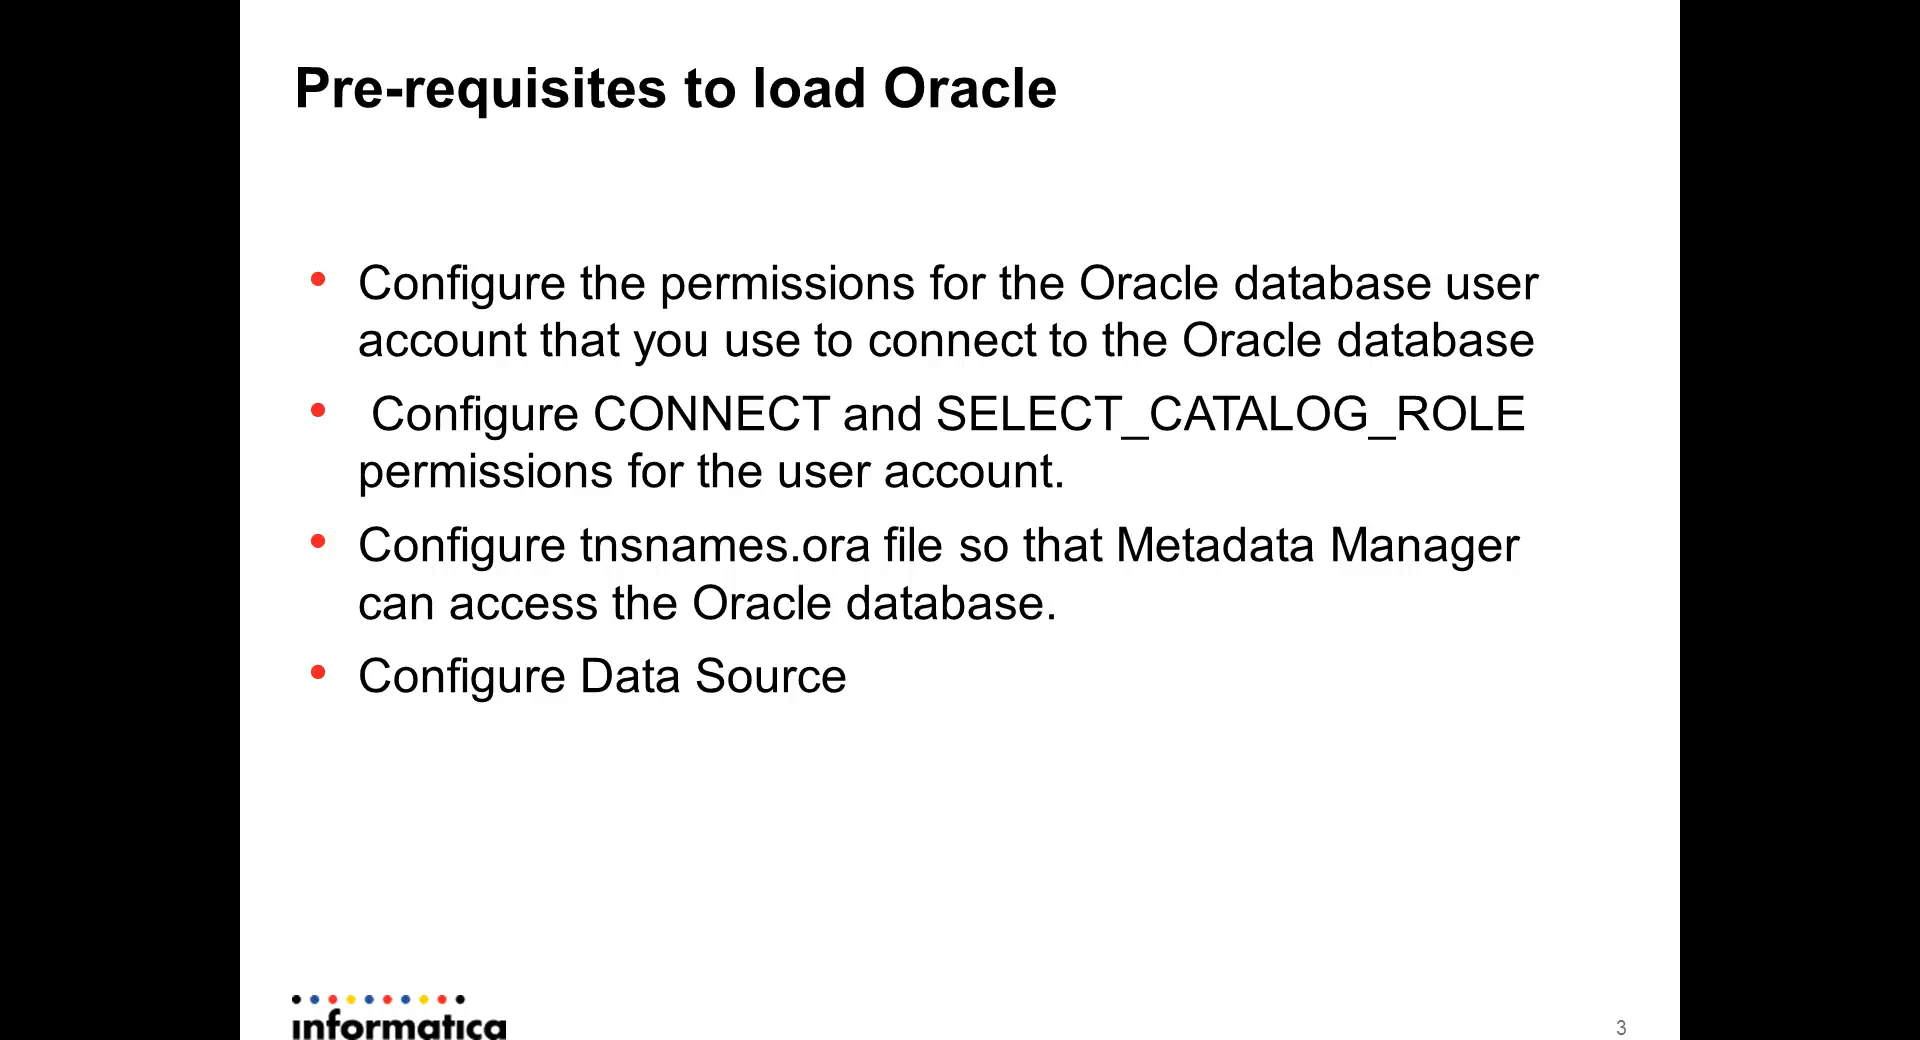 Pre-requisites to load Oracle
• Configure the permissions for the Oracle database user
account that you use to connect to the Oracle database
• Configure CONNECT and SELECT_CATALOG_ROLE
permissions for the user account.
• Configure tnsnames.ora file so that Metadata Manager
can access the Oracle database.
• Configure Data Source
informatica
3